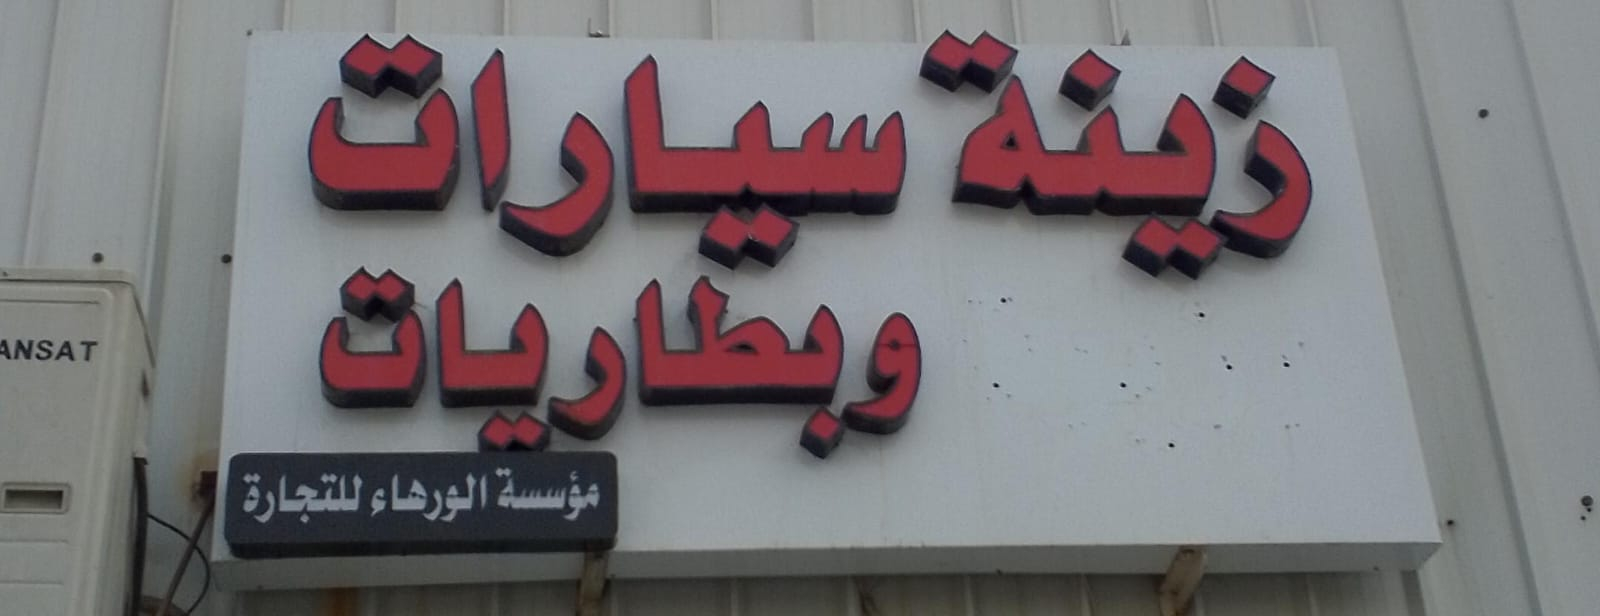 زينة سيارات
وبطاريات
مؤسسة الورهاء للتجارة
ANSAT